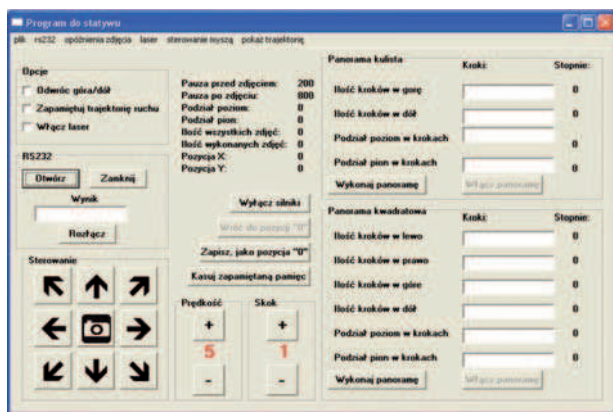 Program do statywu
plik rs232 opóźnienia zdjęcia laser sterowanie myszą pokaż trajektorię
Opcje
Odwróc góra/dół
Zapamiętuj trajektorię ruchu
Włącz laser
RS232
Otwórz Zamknij
Wynik
Rozłącz
Sterowanie
Pauza przed zdjęciem: 200
Pauza po zdjęciu: 800
Podział poziom: 0
Podział pion: 0
Ilość wszystkich zdjęć: 0
Ilość wykonanych zdjęć: 0
Pozycja X: 0
Pozycja Y: 0
Wyłącz silniki
Wróć do pozycji "0"
Zapisz, jako pozycja "0"
Kasuj zapamiętaną pamięc
Prędkość
+
5
-
Skok
+
1
-
Panorama kulista
Kroki: Stopnie:
Ilość kroków w gorę 0
Ilość kroków w dół 0
Podział poziom w krokach 0
Podział pion w krokach 0
Wykonaj panoramę Włącz panoramę
Panorama kwadratowa
Kroki: Stopnie:
Ilość kroków w lewo 0
Ilość kroków w prawo 0
Ilość kroków w góre 0
Ilość kroków w dół 0
Podział poziom w krokach 0
Podział pion w krokach 0
Wykonaj panoramę Włącz panoramę